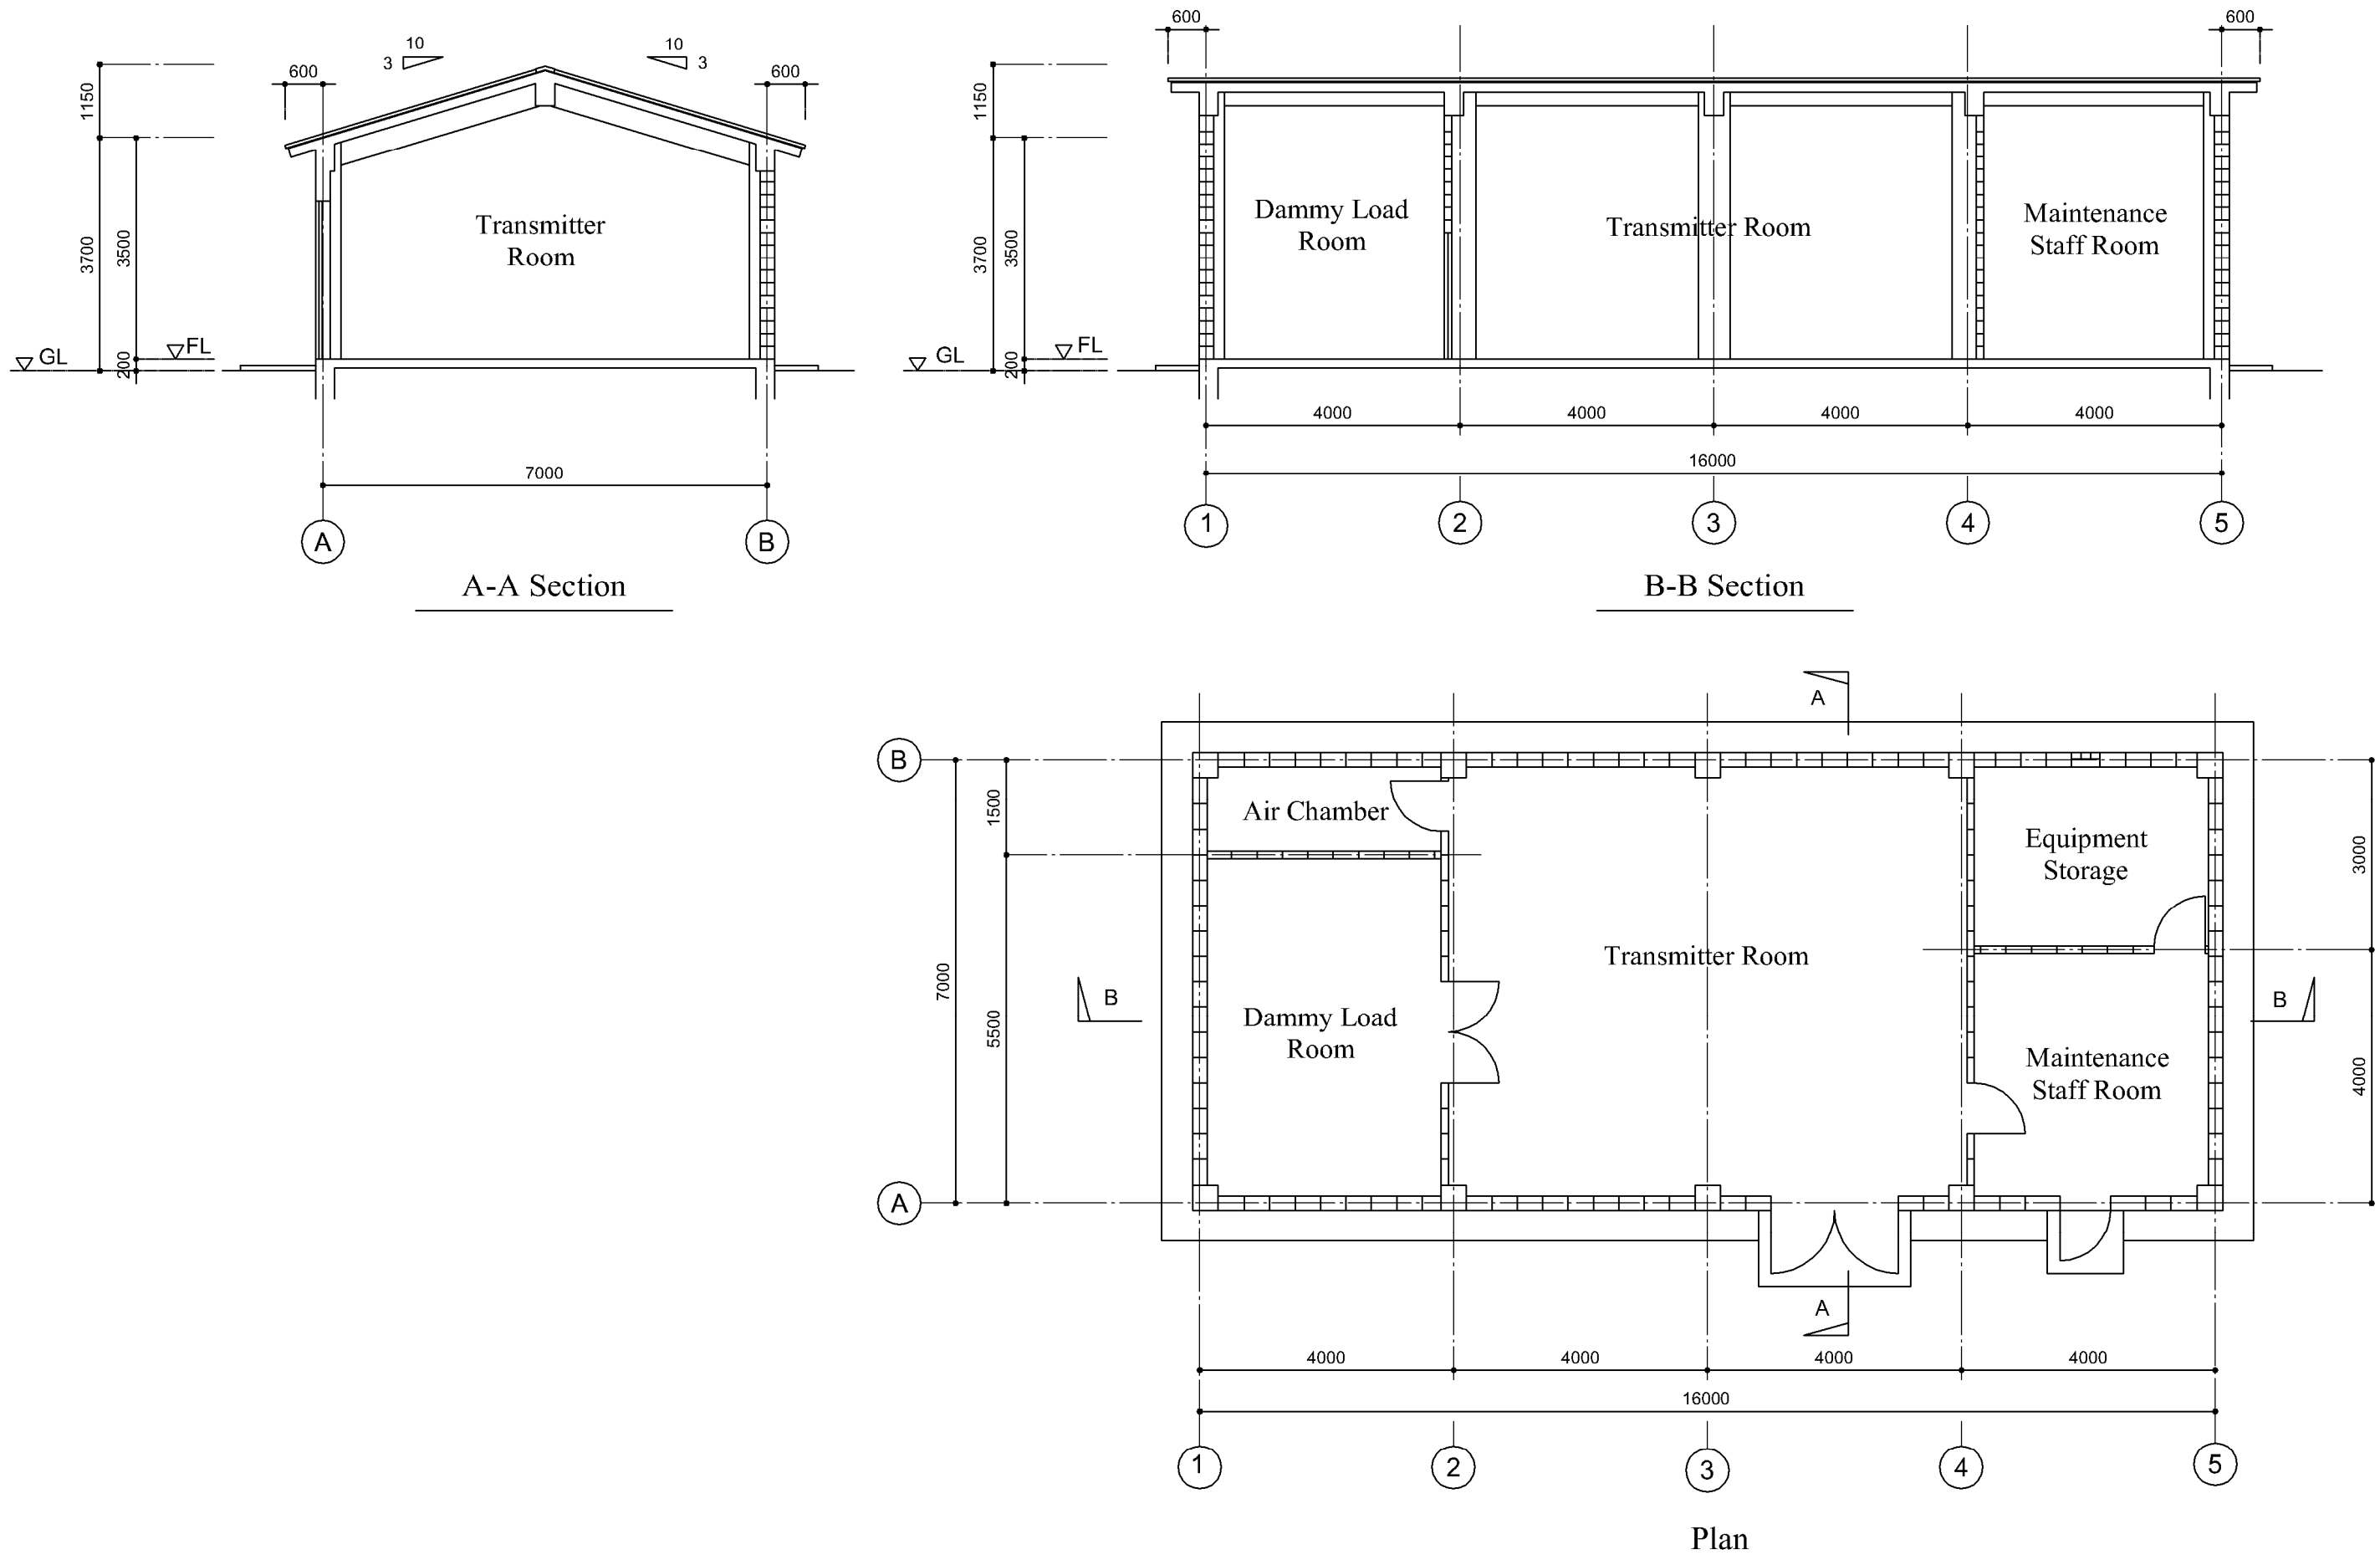 600
10
3
10
3
600
1150
3700
3500
200
GL
FL
Transmitter
Room
7000
A
B
A-A Section
600
600
1150
3700
3500
200
GL
FL
Dammy Load
Room
Transmitter Room
Maintenance
Staff Room
4000
4000
4000
4000
16000
1
2
3
4
5
B-B Section
A
B
A
7000
1500
5500
3000
4000
Air Chamber
Equipment
Storage
Transmitter Room
B
B
Dammy Load
Room
Maintenance
Staff Room
A
4000
4000
4000
4000
16000
1
2
3
4
5
Plan